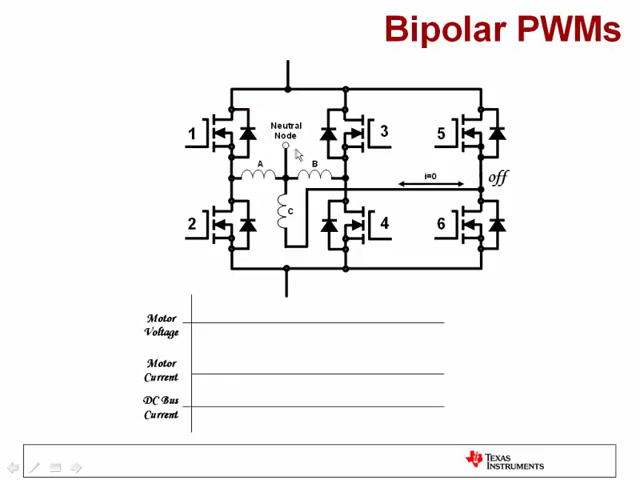 Bipolar PWMs
1
Neutral
Node
3
5
A
B
i=0
off
C
2
4
6
Motor
Voltage
Motor
Current
DC Bus
Current
TEXAS
INSTRUMENTS